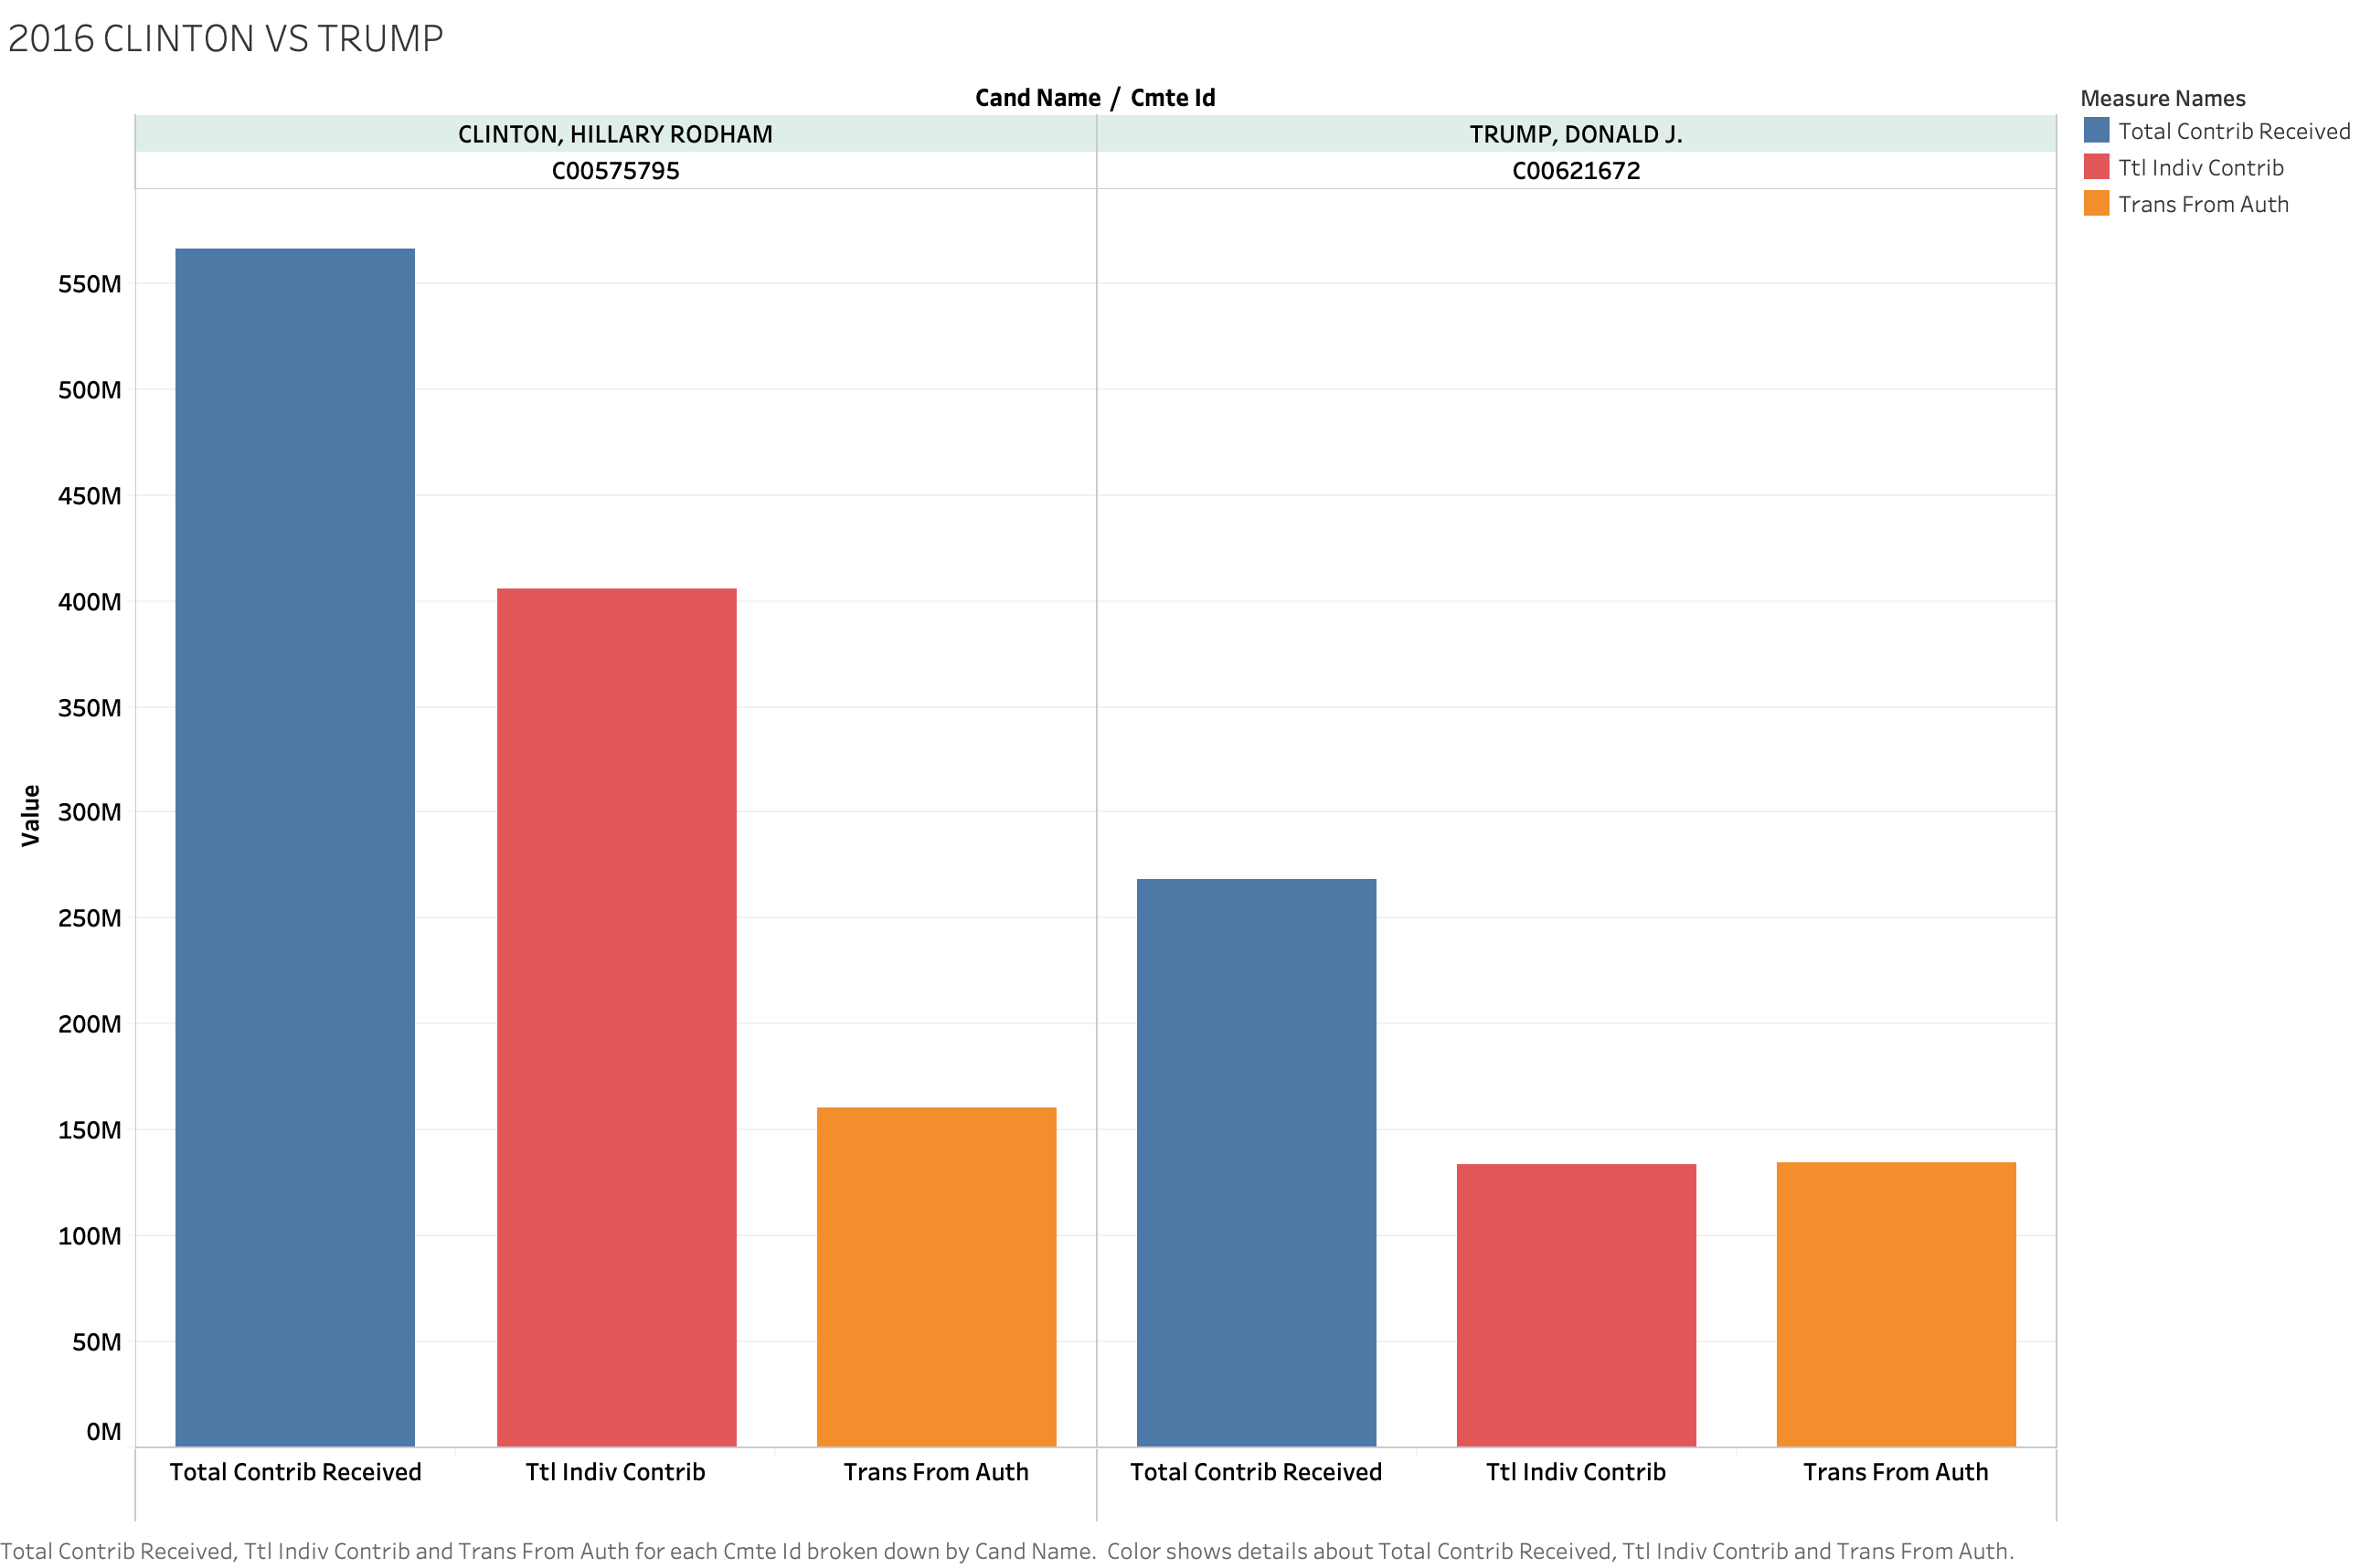 2016 CLINTON VS TRUMP
Cand Name / Cmte Id
CLINTON, HILLARY RODHAM
TRUMP, DONALD J.
C00575795
C00621672
Measure Names
Total Contrib Received
Ttl Indiv Contrib
Trans From Auth
Value
550M
500M
450M
400M
350M
300M
250M
200M
150M
100M
50M
0M
Total Contrib Received
Ttl Indiv Contrib
Trans From Auth
Total Contrib Received
Ttl Indiv Contrib
Trans From Auth
Total Contrib Received, Ttl Indiv Contrib and Trans From Auth for each Cmte Id broken down by Cand Name. Color shows details about Total Contrib Received, Ttl Indiv Contrib and Trans From Auth.